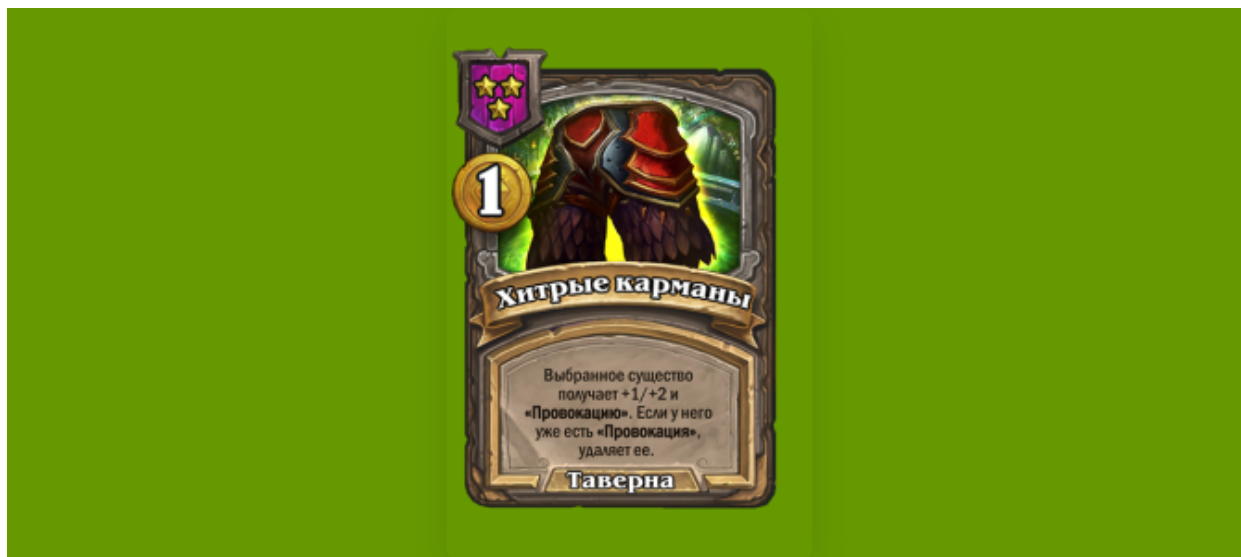 1
Хитрые карманы
Выбранное существо
получает +1/+2 и
«Провокацию». Если у него
уже есть «Провокация»,
удаляет ее.
Таверна